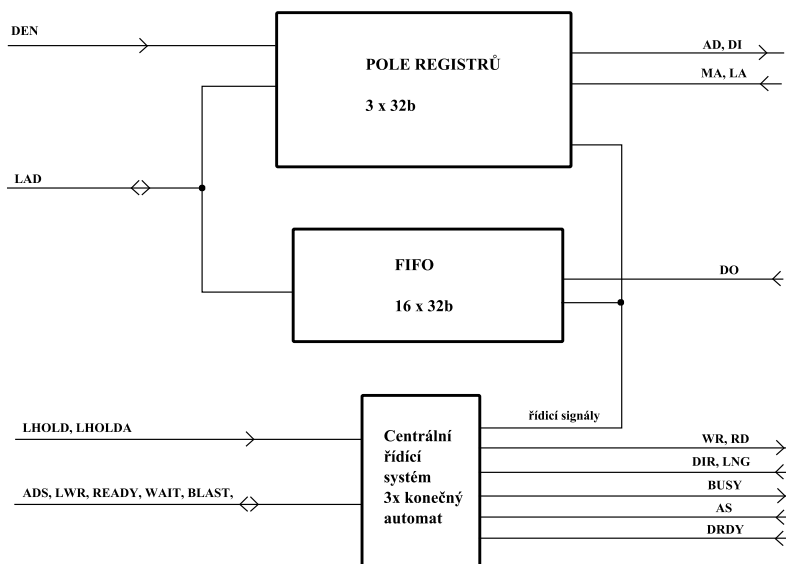 DEN
POLE REGISTRŮ
3 x 32b
AD, DI
MA, LA
LAD
FIFO
16 x 32b
DO
řídicí signály
LHOLD, LHOLDA
ADS, LWR, READY, WAIT, BLAST,
Centrální
řídící
systém
3x konečný
automat
WR, RD
DIR, LNG
BUSY
AS
DRDY